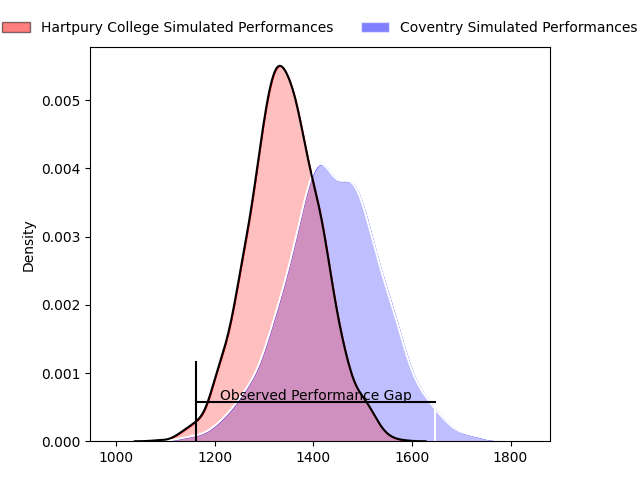 Hartpury College Simulated Performances Coventry Simulated Performances
0.005
0.004
0.003
0.002
0.001
0.000
Density
Observed Performance Gap
1000 1200 1400 1600 1800